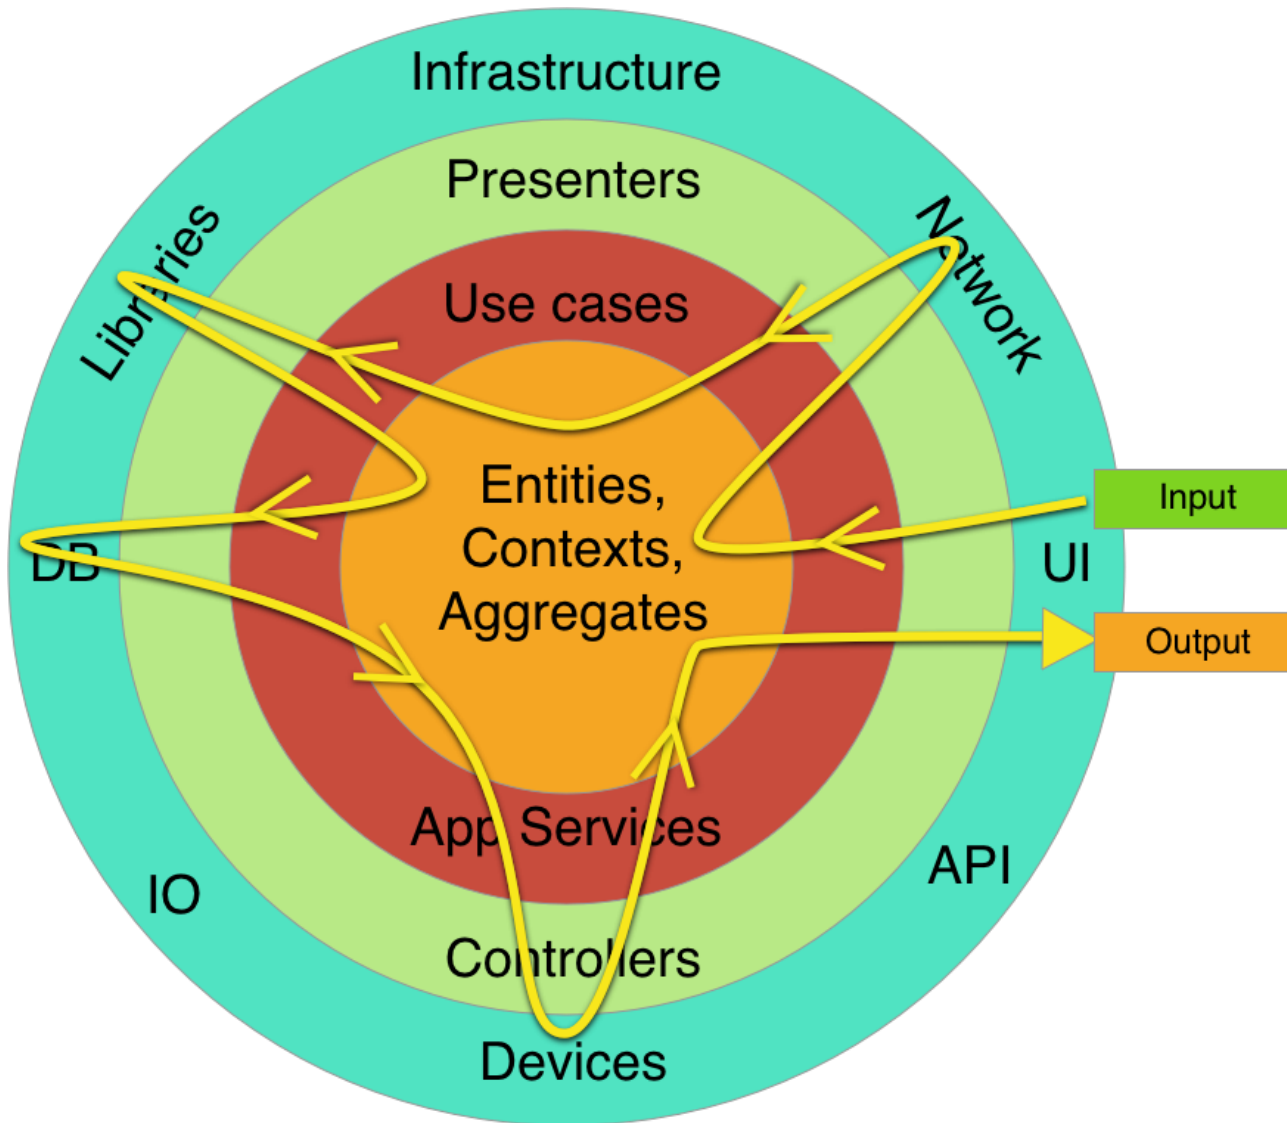 Infrastructure
Presenters
Libraries
Network
Use cases
Entities,
Contexts,
Aggregates
Input
DB
UI
Output
App Services
API
IO
Controllers
Devices